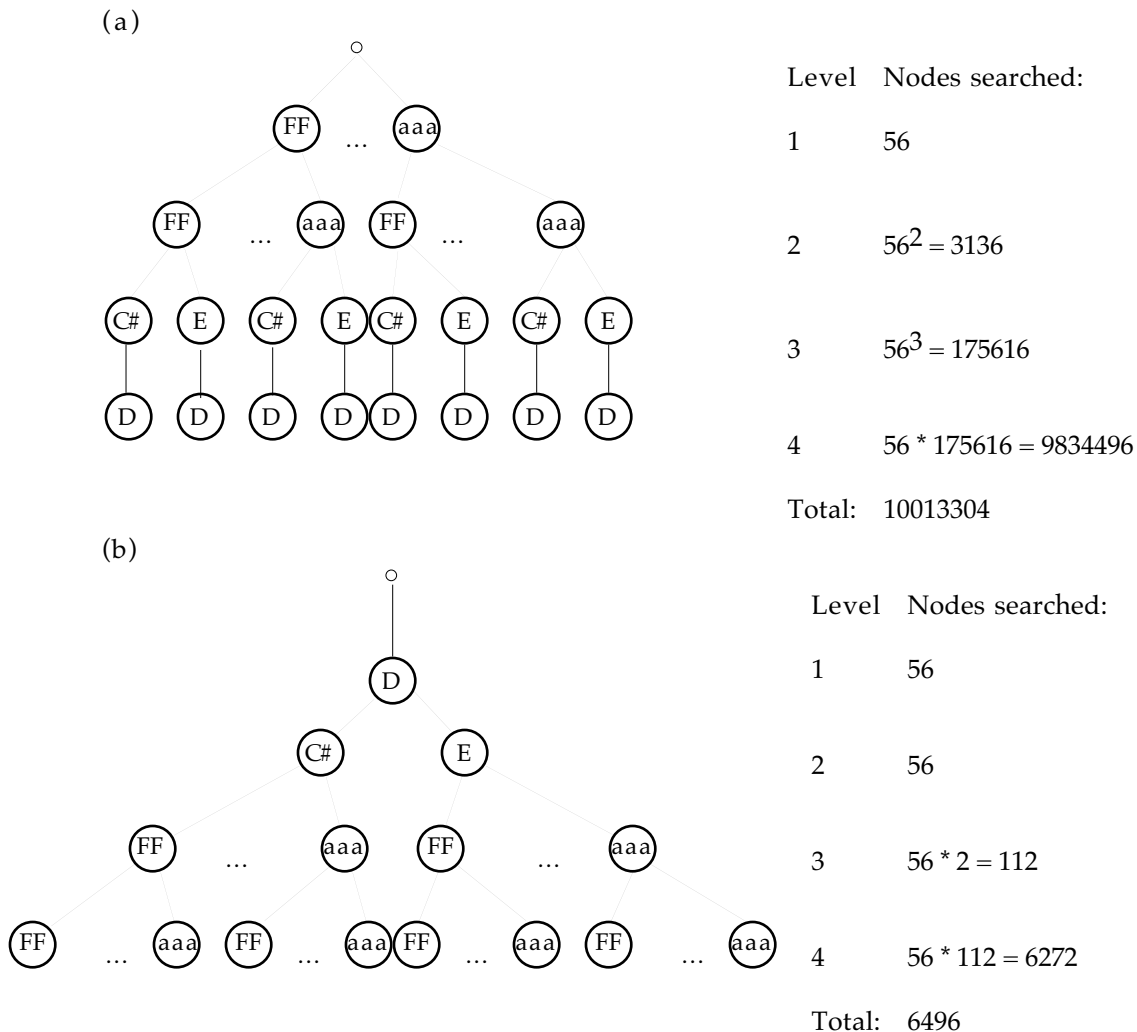 (a)
Level Nodes searched:
FF ... aaa
1 56
FF ... aaa FF ... aaa
2 56² = 3136
C# E C# E C# E C# E
3 56³ = 175616
D D D D D D D D
4 56 * 175616 = 9834496
Total: 10013304
(b)
Level Nodes searched:
D
1 56
C# E
2 56
FF ... aaa FF ... aaa
3 56 * 2 = 112
FF ... aaa FF ... aaa FF ... aaa FF ... aaa
4 56 * 112 = 6272
Total: 6496